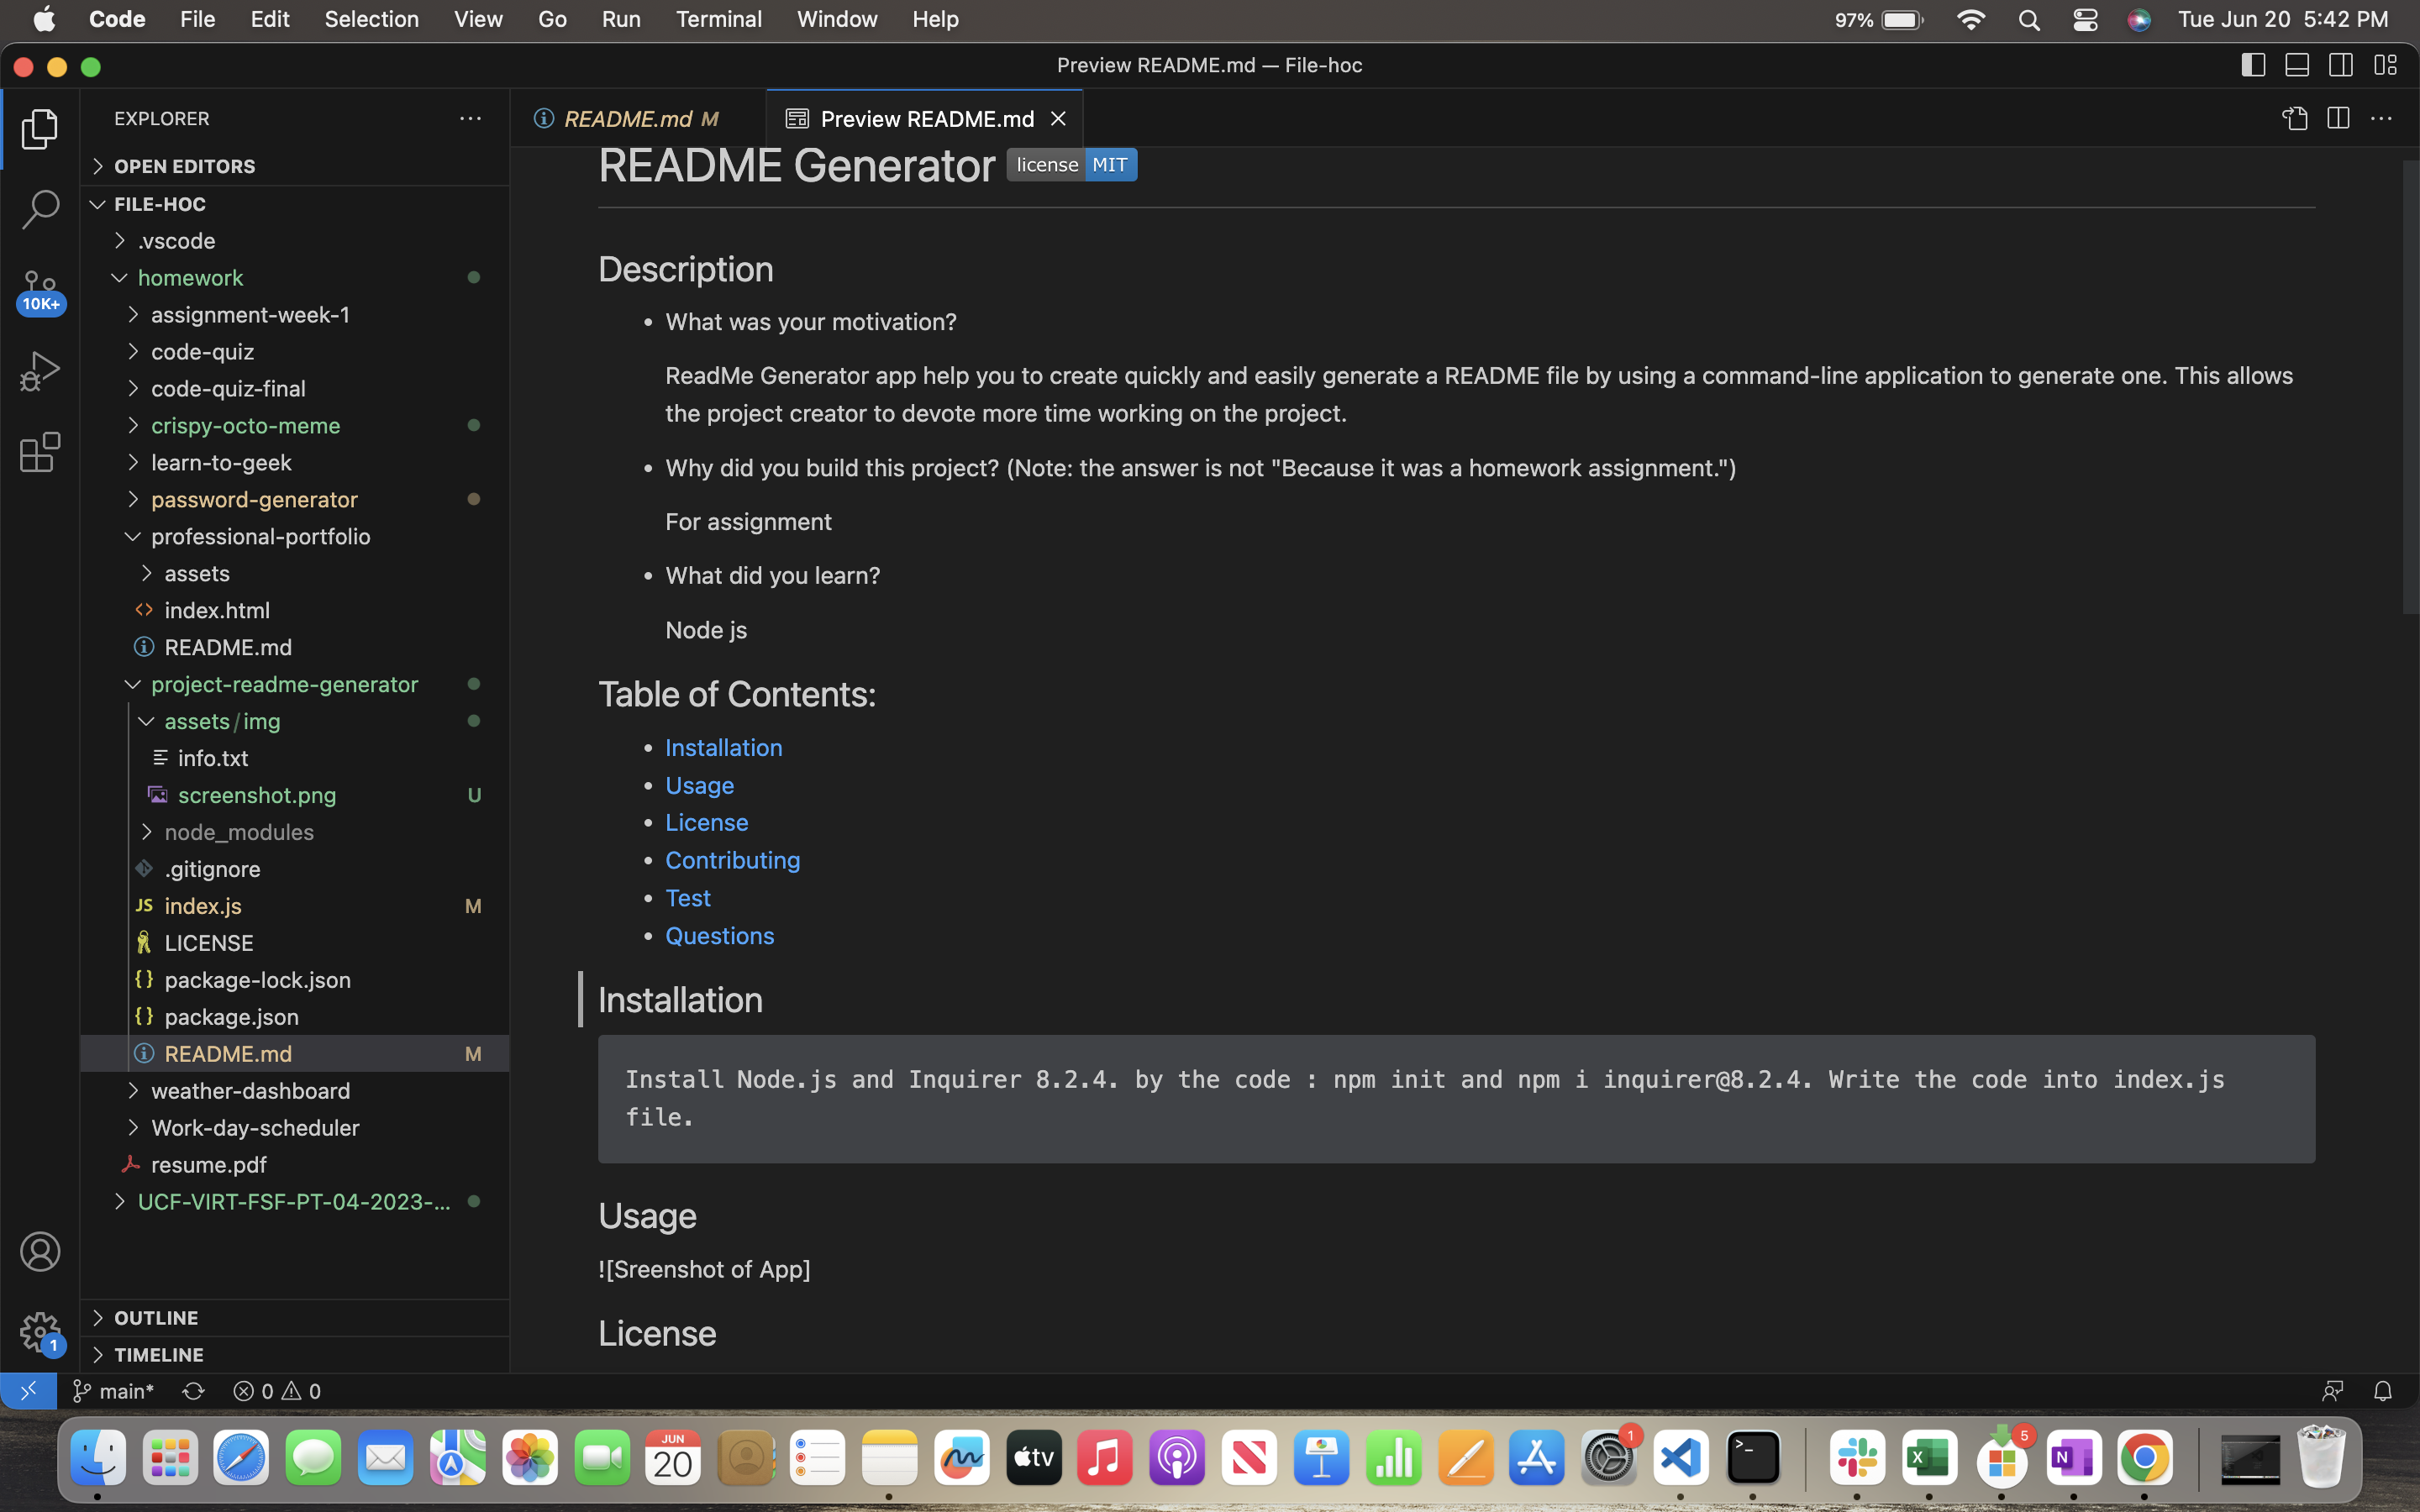 Code File Edit Selection View Go Run Terminal Window Help 97% Tue Jun 20 5:42 PM
Preview README.md — File-hoc
EXPLORER
README.md M
Preview README.md
OPEN EDITORS
FILE-HOC
.vscode
homework
assignment-week-1
code-quiz
code-quiz-final
crispy-octo-meme
learn-to-geek
password-generator
professional-portfolio
assets
index.html
README.md
project-readme-generator
assets/img
info.txt
screenshot.png U
node_modules
.gitignore
JS index.js M
LICENSE
{} package-lock.json
{} package.json
README.md M
weather-dashboard
Work-day-scheduler
resume.pdf
UCF-VIRT-FSF-PT-04-2023-...
OUTLINE
TIMELINE
10K+
1
README Generator license MIT
Description
• What was your motivation?
ReadMe Generator app help you to create quickly and easily generate a README file by using a command-line application to generate one. This allows
the project creator to devote more time working on the project.
• Why did you build this project? (Note: the answer is not "Because it was a homework assignment.")
For assignment
• What did you learn?
Node js
Table of Contents:
• Installation
• Usage
• License
• Contributing
• Test
• Questions
Installation
Install Node.js and Inquirer 8.2.4. by the code : npm init and npm i inquirer@8.2.4. Write the code into index.js
file.
Usage
![Sreenshot of App]
License
main* 0 0
JUN
20
tv
1
>_
X
5
N